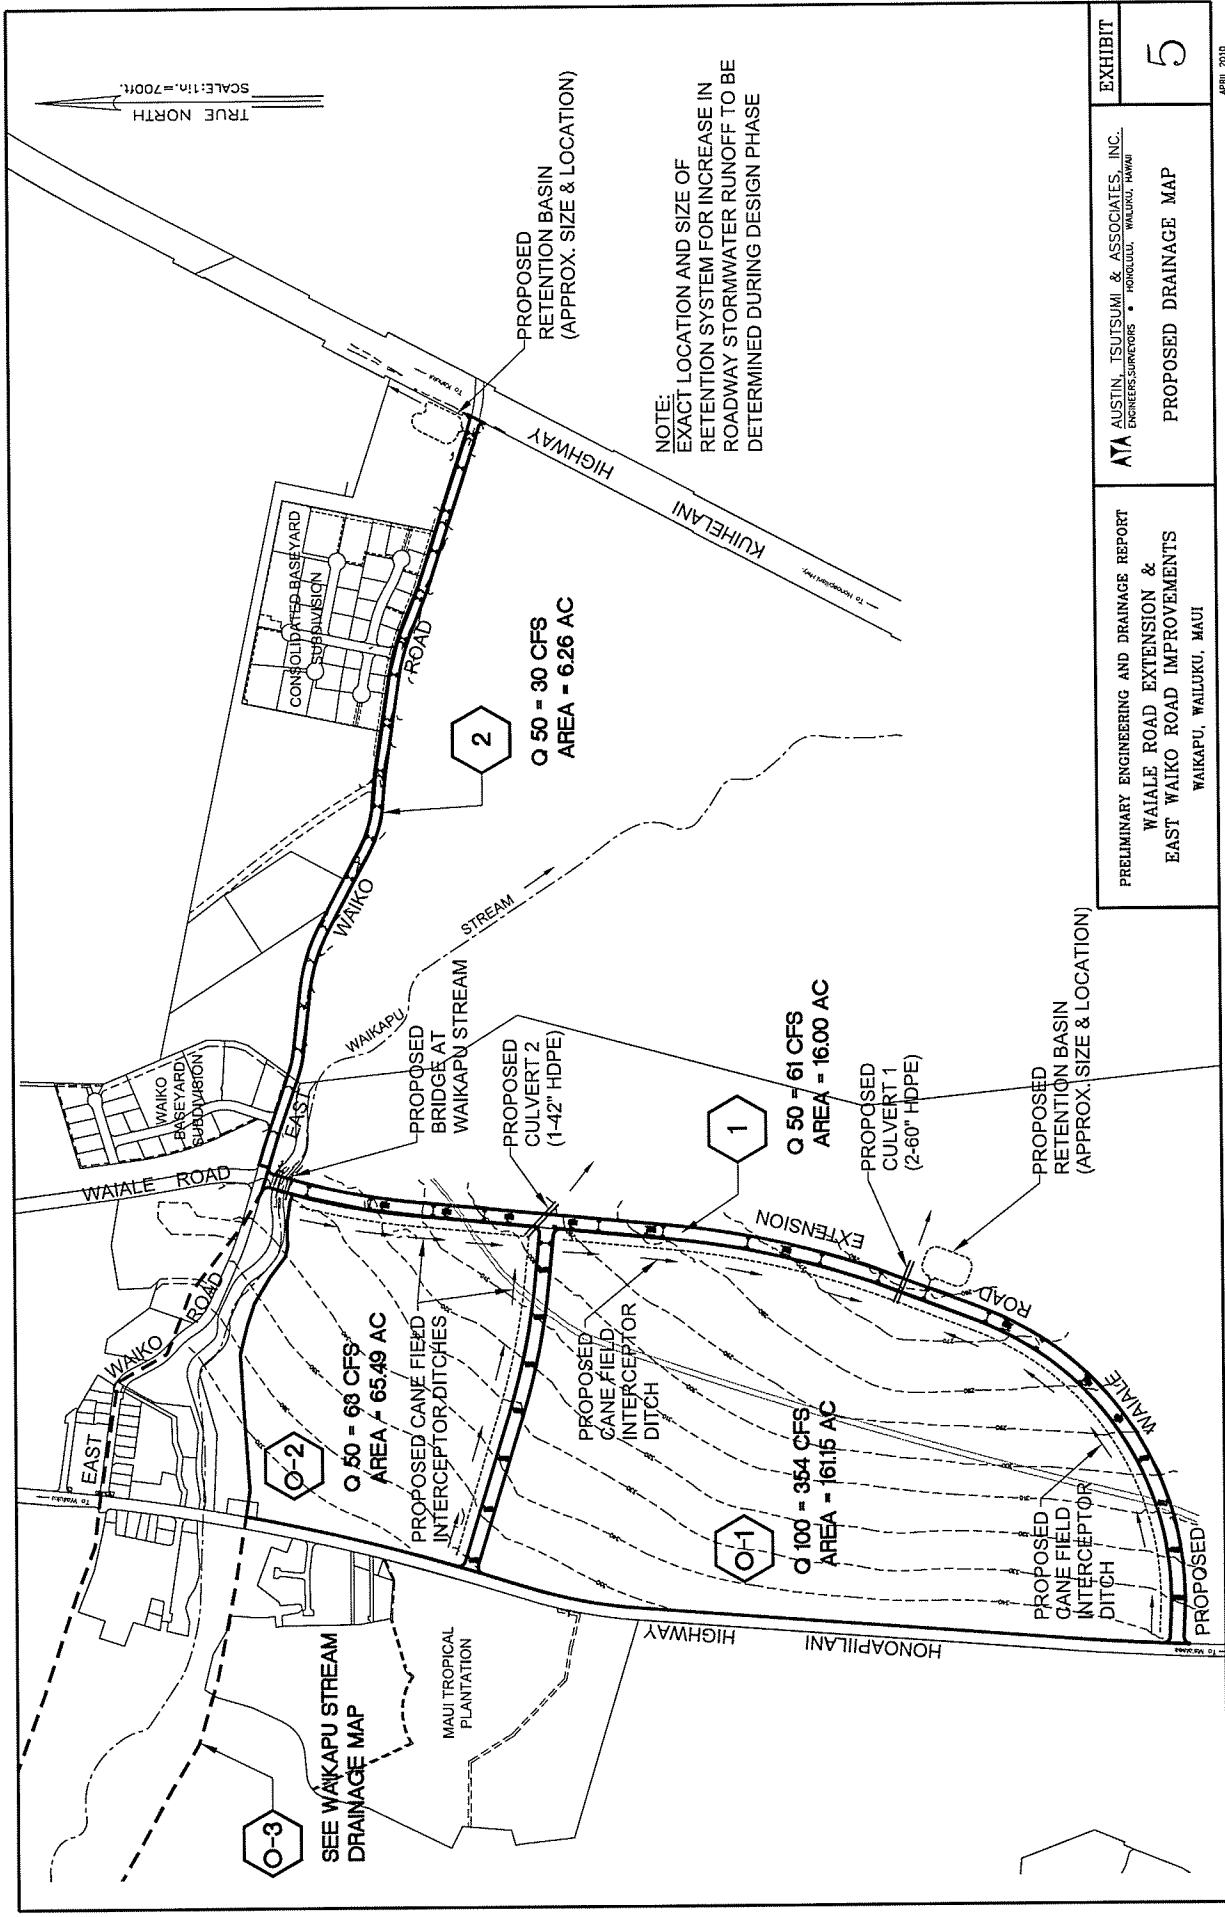 TRUE NORTH
SCALE:1in.=700ft.
PROPOSED
RETENTION BASIN
(APPROX. SIZE & LOCATION)
NOTE:
EXACT LOCATION AND SIZE OF
RETENTION SYSTEM FOR INCREASE IN
ROADWAY STORMWATER RUNOFF TO BE
DETERMINED DURING DESIGN PHASE
To Kahului
KUIHELANI
HIGHWAY
To Honoapiilani Hwy.
CONSOLIDATED BASEYARD
SUBDIVISION
ROAD
2
Q 50 = 30 CFS
AREA = 6.26 AC
WAIKO
STREAM
WAIKAPU
WAIKO
BASEYARD
SUBDIVISION
EAST
WAIALE ROAD
PROPOSED
BRIDGE AT
WAIKAPU STREAM
PROPOSED
CULVERT 2
(1-42" HDPE)
1
Q 50 = 61 CFS
AREA = 16.00 AC
PROPOSED
CULVERT 1
(2-60" HDPE)
PROPOSED
RETENTION BASIN
(APPROX. SIZE & LOCATION)
EXTENSION
ROAD
WAIALE
PROPOSED
EAST
WAIKO
ROAD
To Wailuku
O-2
Q 50 = 63 CFS
AREA = 65.49 AC
PROPOSED CANE FIELD
INTERCEPTOR DITCHES
PROPOSED
CANE FIELD
INTERCEPTOR
DITCH
O-1
Q 100 = 354 CFS
AREA = 161.15 AC
PROPOSED
CANE FIELD
INTERCEPTOR
DITCH
HONOAPIILANI
HIGHWAY
MAUI TROPICAL
PLANTATION
O-3
SEE WAIKAPU STREAM
DRAINAGE MAP
PRELIMINARY ENGINEERING AND DRAINAGE REPORT
WAIALE ROAD EXTENSION &
EAST WAIKO ROAD IMPROVEMENTS
WAIKAPU, WAILUKU, MAUI
ATA AUSTIN, TSUTSUMI & ASSOCIATES, INC.
ENGINEERS,SURVEYORS • HONOLULU, WAILUKU, HAWAII
PROPOSED DRAINAGE MAP
EXHIBIT
5
APRIL 2010